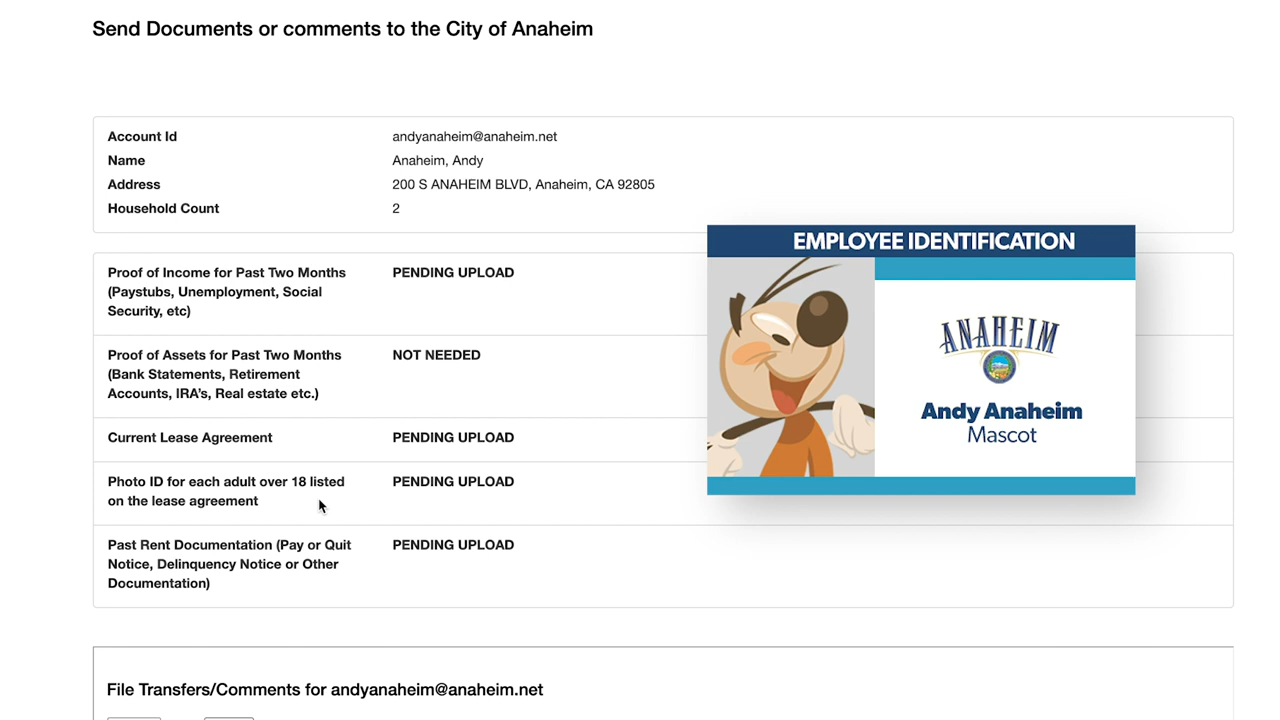 Send Documents or comments to the City of Anaheim
Account Id andyanaheim@anaheim.net
Name Anaheim, Andy
Address 200 S ANAHEIM BLVD, Anaheim, CA 92805
Household Count 2
Proof of Income for Past Two Months PENDING UPLOAD
(Paystubs, Unemployment, Social
Security, etc)
Proof of Assets for Past Two Months NOT NEEDED
(Bank Statements, Retirement
Accounts, IRA's, Real estate etc.)
Current Lease Agreement PENDING UPLOAD
Photo ID for each adult over 18 listed PENDING UPLOAD
on the lease agreement
Past Rent Documentation (Pay or Quit PENDING UPLOAD
Notice, Delinquency Notice or Other
Documentation)
EMPLOYEE IDENTIFICATION
ANAHEIM
Andy Anaheim
Mascot
File Transfers/Comments for andyanaheim@anaheim.net